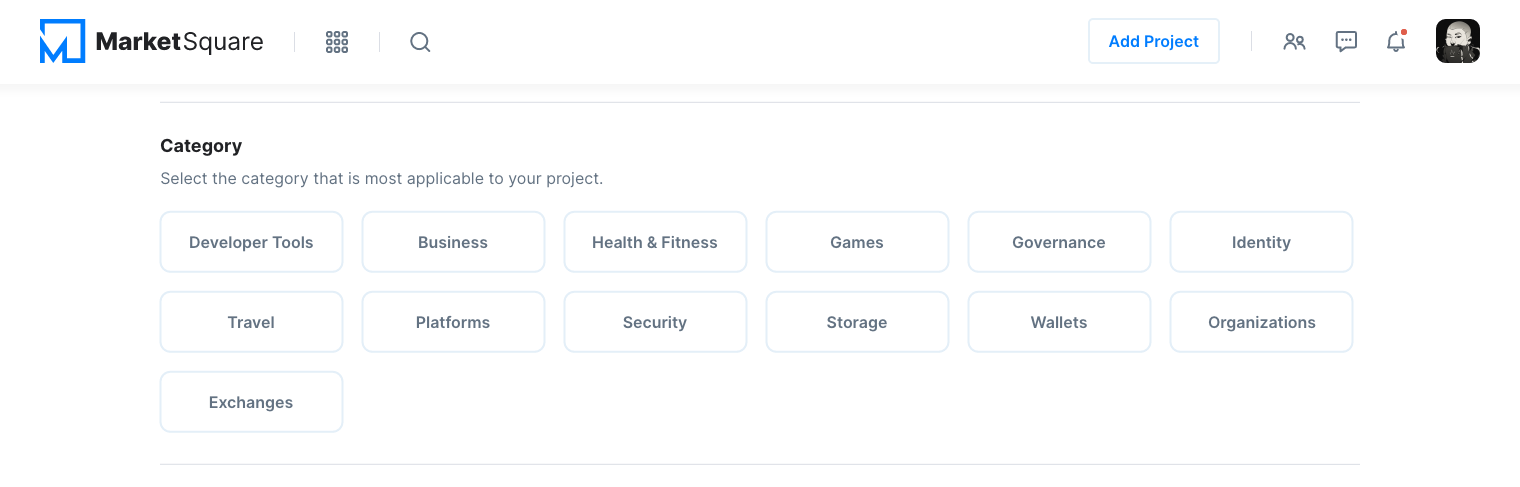 MarketSquare
Add Project
Category
Select the category that is most applicable to your project.
Developer Tools
Business
Health & Fitness
Games
Governance
Identity
Travel
Platforms
Security
Storage
Wallets
Organizations
Exchanges